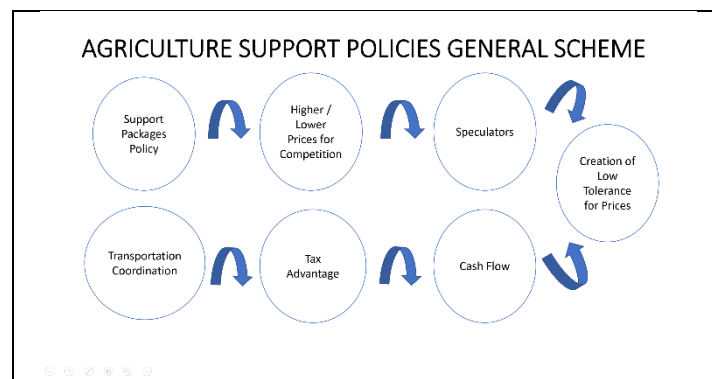 AGRICULTURE SUPPORT POLICIES GENERAL SCHEME
Support
Packages
Policy
Higher /
Lower
Prices for
Competition
Speculators
Creation of
Low
Tolerance
for Prices
Transportation
Coordination
Tax
Advantage
Cash Flow